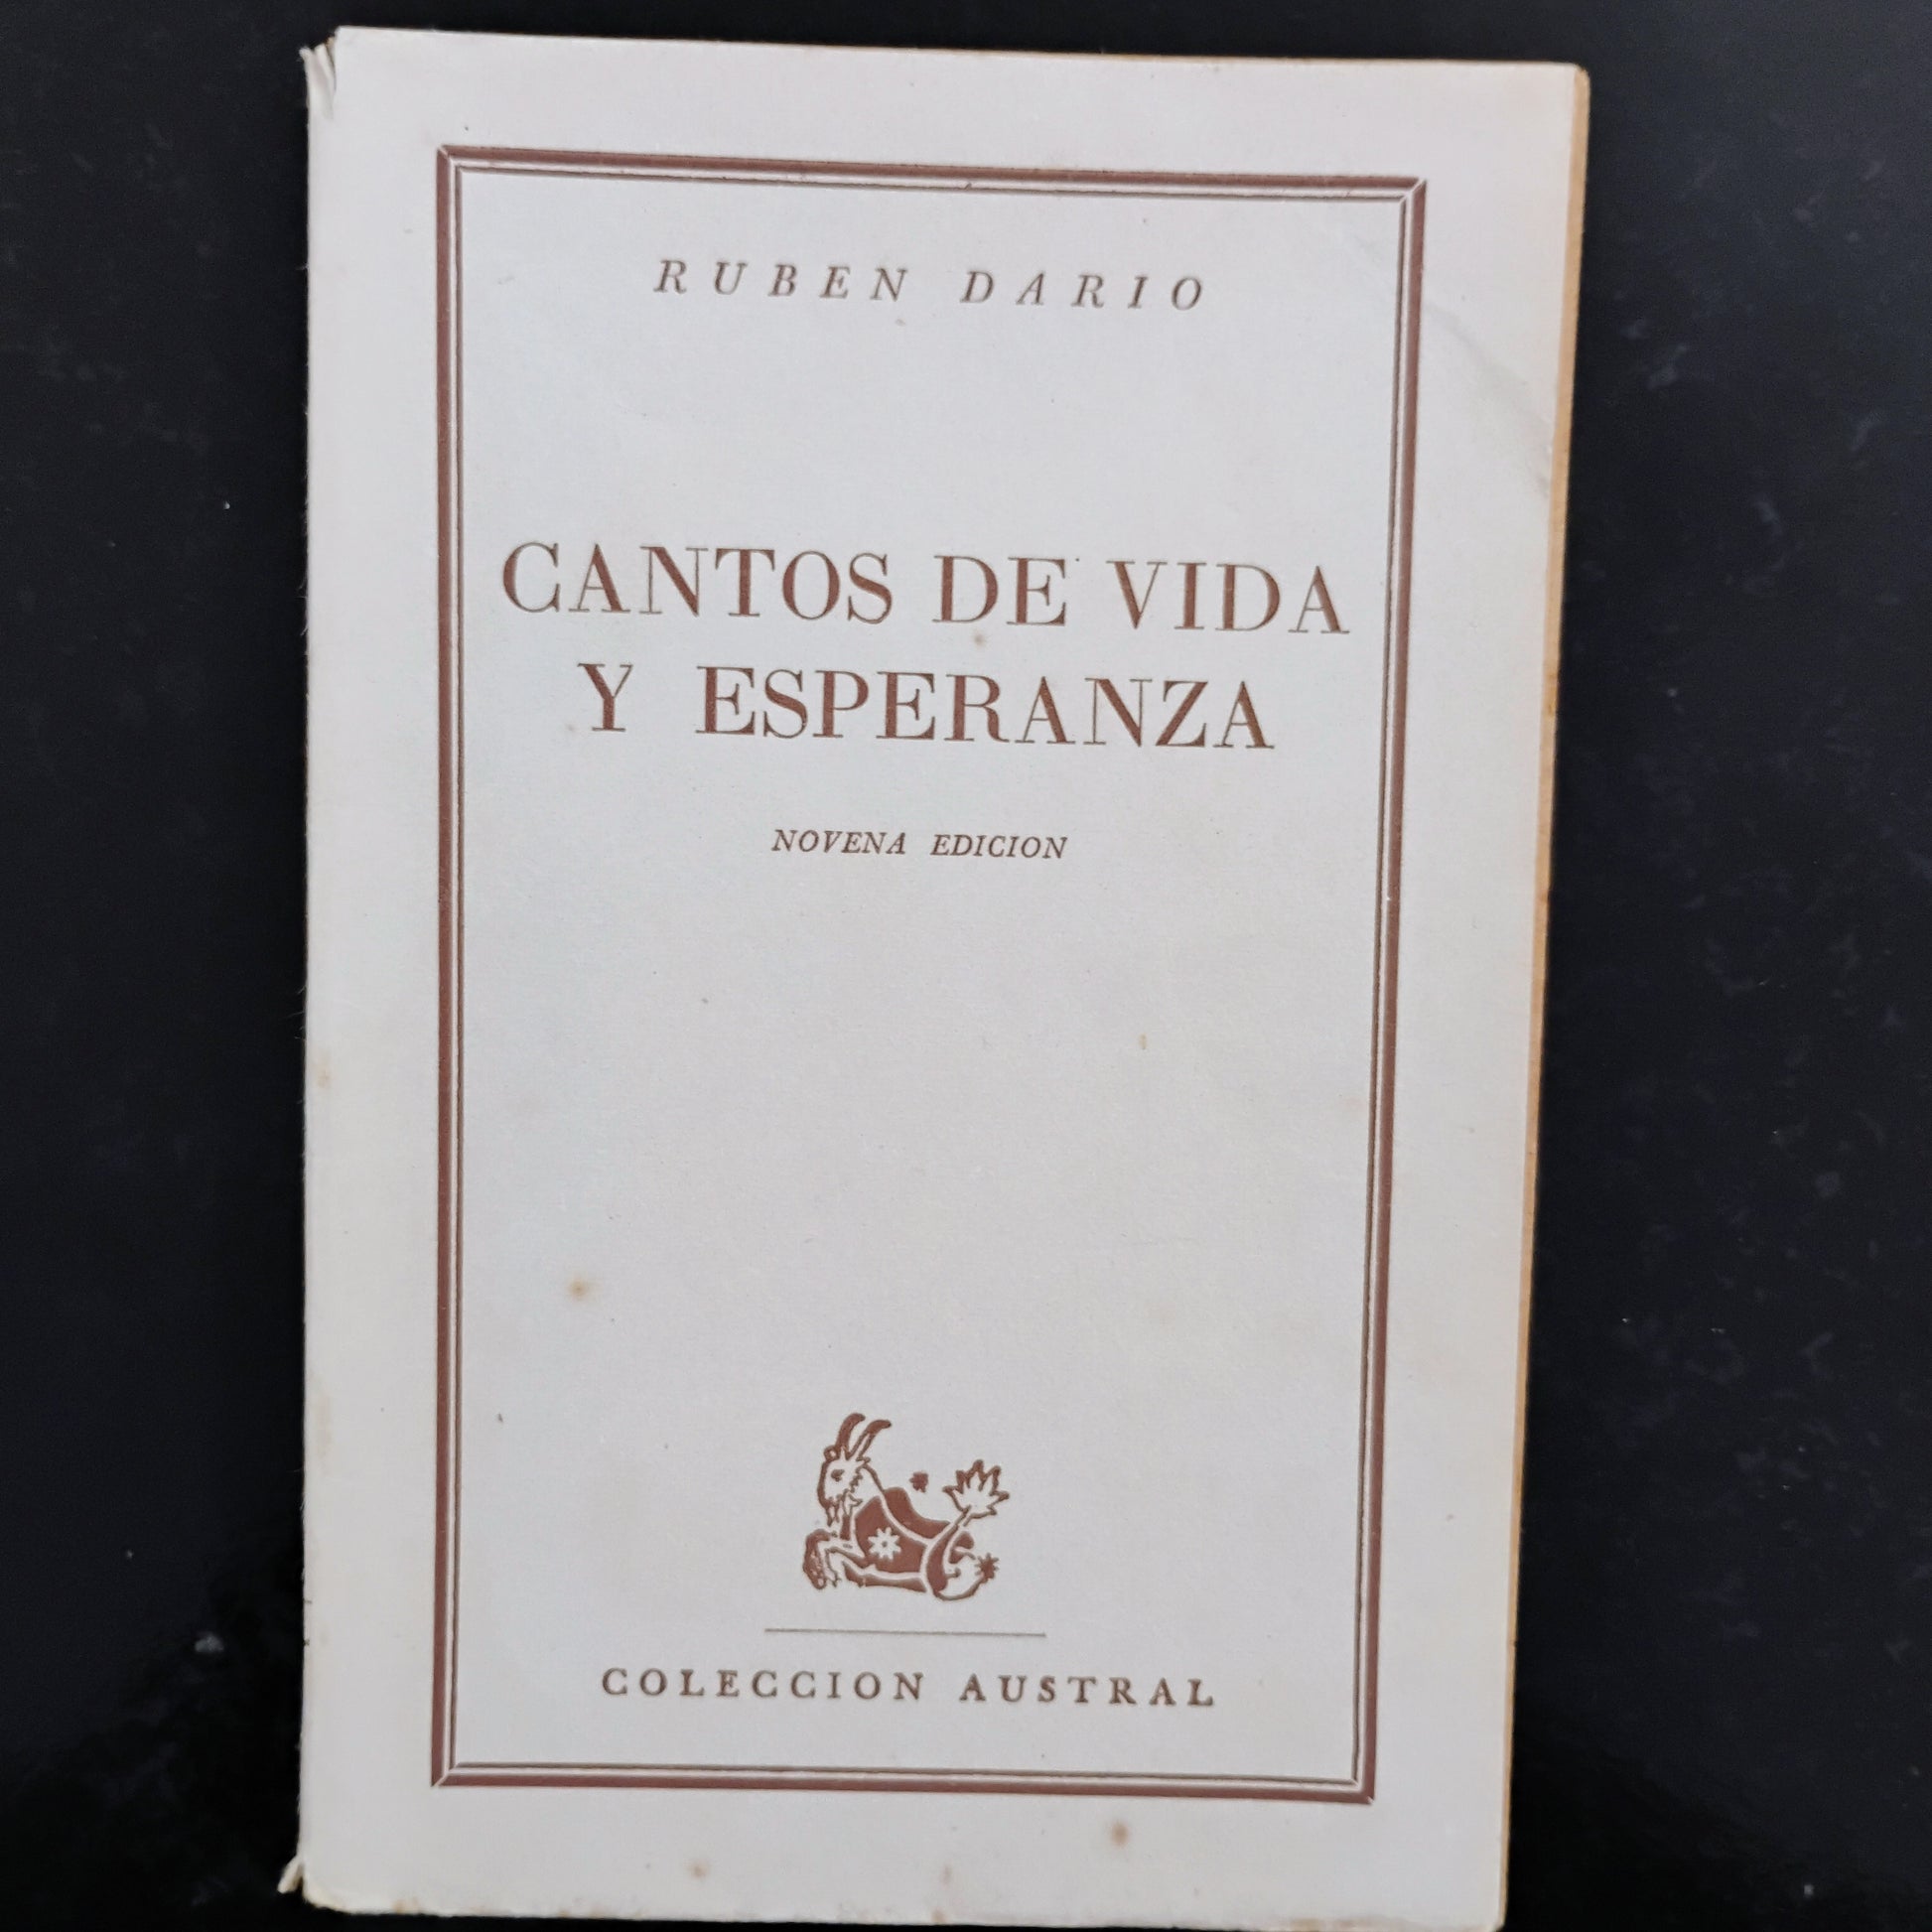 RUBEN DARIO
CANTOS DE VIDA
Y ESPERANZA
NOVENA EDICION
COLECCION AUSTRAL